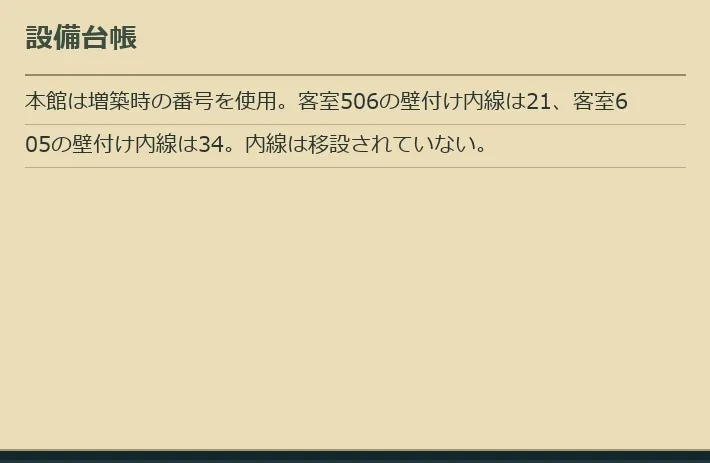 設備台帳
本館は増築時の番号を使用。客室506の壁付け内線は21、客室6
05の壁付け内線は34。内線は移設されていない。